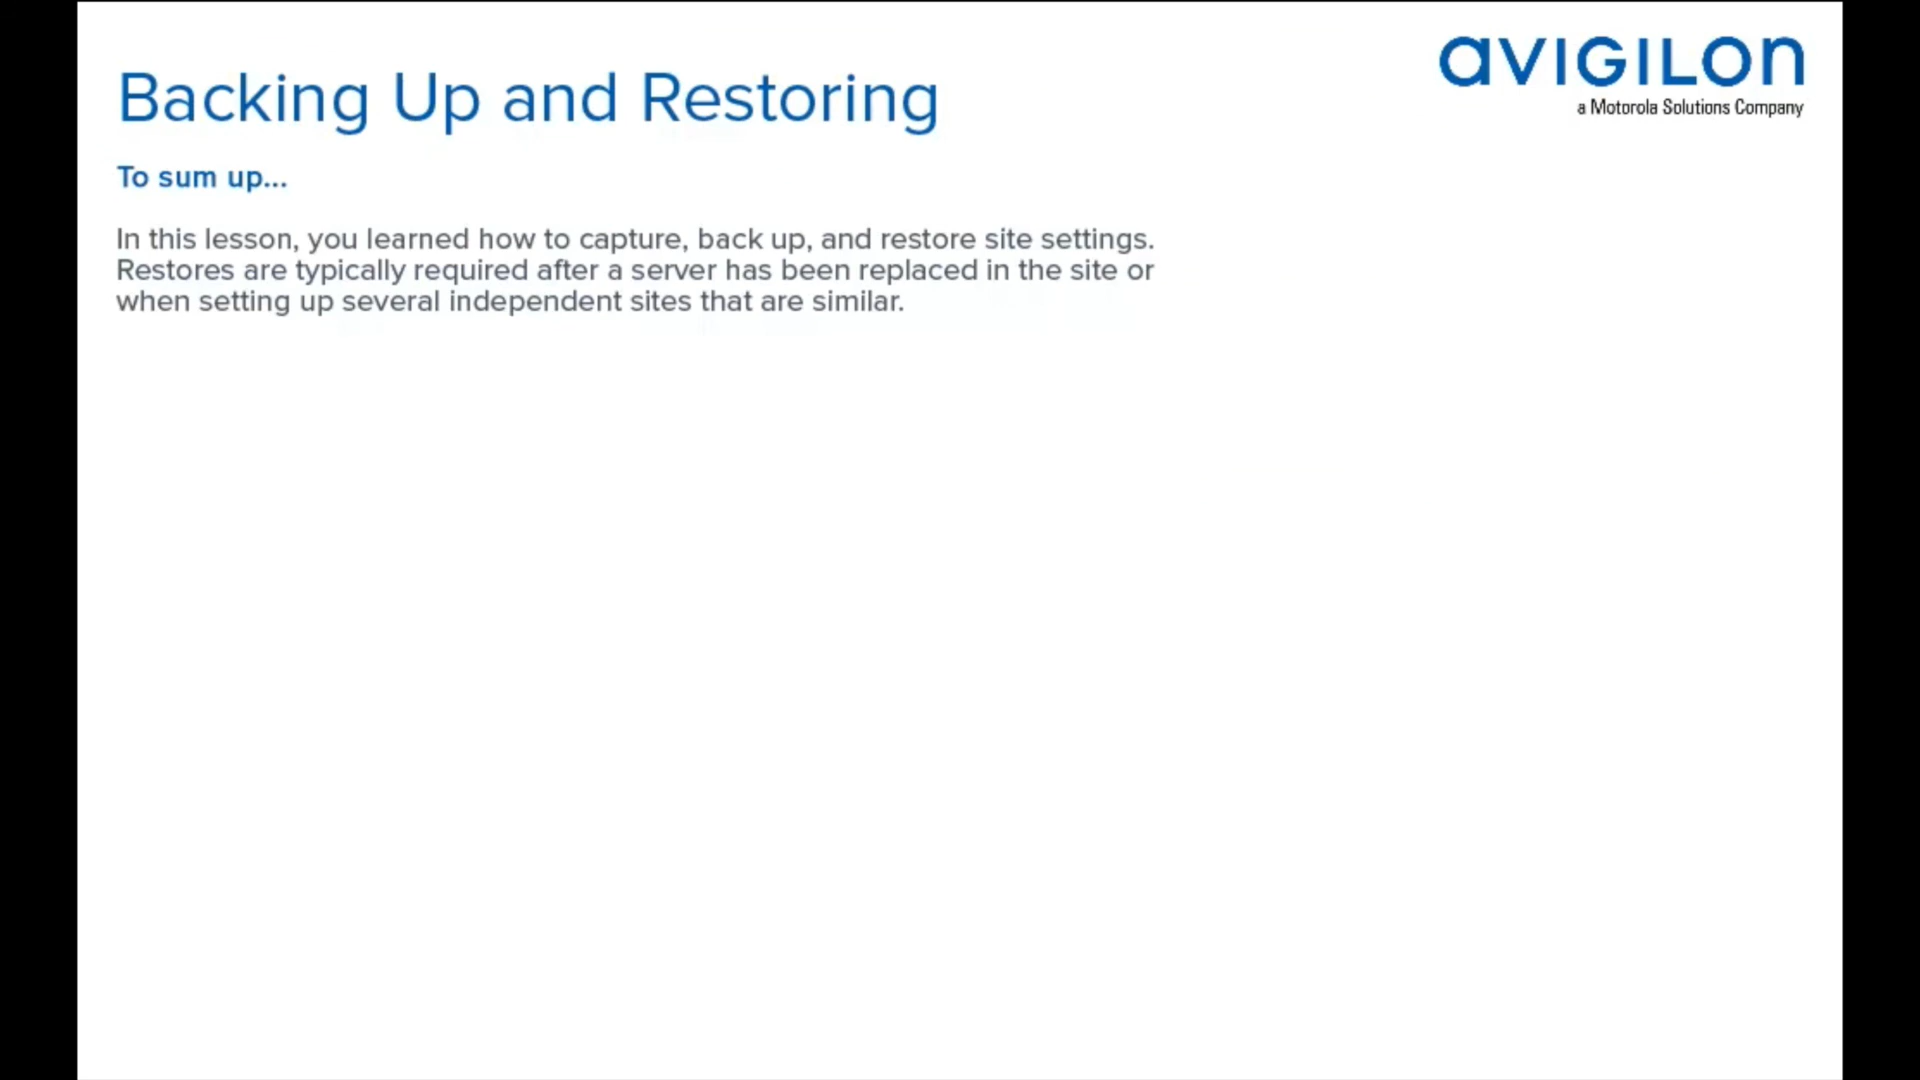 avigilon
a Motorola Solutions Company
Backing Up and Restoring
To sum up...
In this lesson, you learned how to capture, back up, and restore site settings.
Restores are typically required after a server has been replaced in the site or
when setting up several independent sites that are similar.